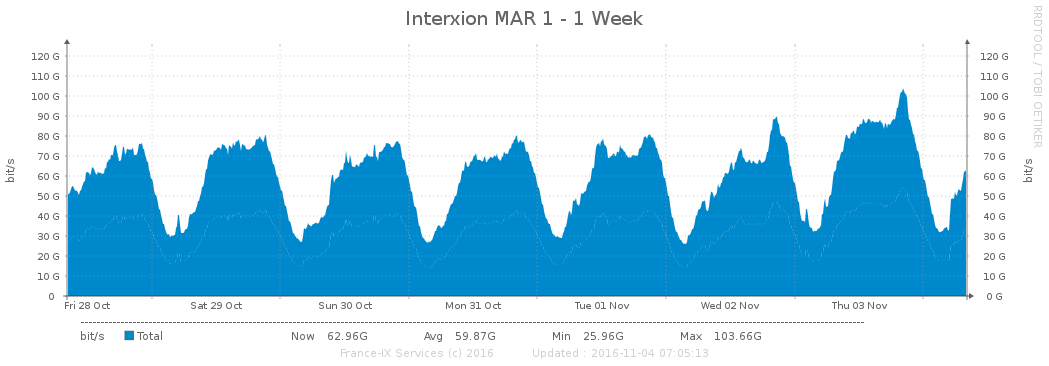 Interxion MAR 1 - 1 Week
RRDTOOL / TOBI OETIKER
bit/s
120 G
110 G
100 G
90 G
80 G
70 G
60 G
50 G
40 G
30 G
20 G
10 G
0
120 G
110 G
100 G
90 G
80 G
70 G
60 G
50 G
40 G
30 G
20 G
10 G
0 G
bit/s
Fri 28 Oct Sat 29 Oct Sun 30 Oct Mon 31 Oct Tue 01 Nov Wed 02 Nov Thu 03 Nov
bit/s Total Now 62.96G Avg 59.87G Min 25.96G Max 103.66G
France-IX Services (c) 2016 Updated : 2016-11-04 07:05:13